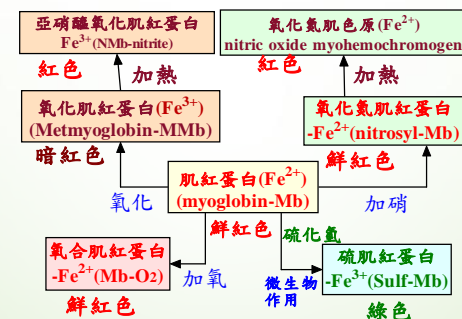 亞硝醯氧化肌紅蛋白
Fe³⁺(NMb-nitrite)
紅色
加熱
氧化氮肌色原(Fe²⁺)
nitric oxide myohemochromogen
紅色
加熱
氧化肌紅蛋白(Fe³⁺)
(Metmyoglobin-MMb)
暗紅色
氧化氮肌紅蛋白
-Fe²⁺(nitrosyl-Mb)
鮮紅色
氧化
肌紅蛋白(Fe²⁺)
(myoglobin-Mb)
鮮紅色
加硝
氧合肌紅蛋白
-Fe²⁺(Mb-O₂)
鮮紅色
加氧
硫化氫
微生物
作用
硫肌紅蛋白
-Fe³⁺(Sulf-Mb)
綠色